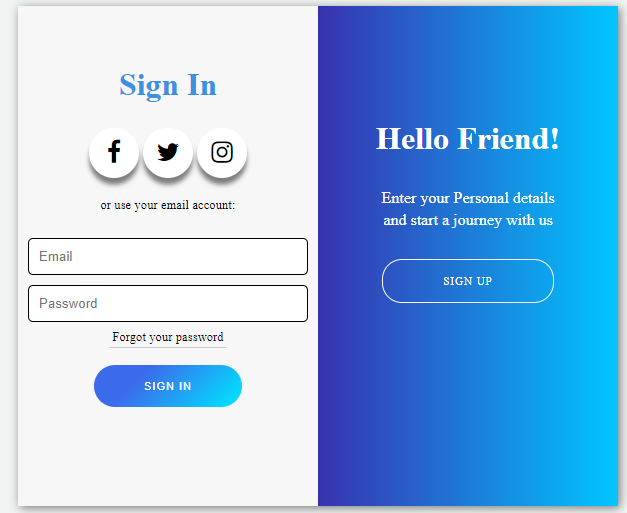 Sign In
or use your email account:
Email
Password
Forgot your password
SIGN IN
Hello Friend!
Enter your Personal details
and start a journey with us
SIGN UP